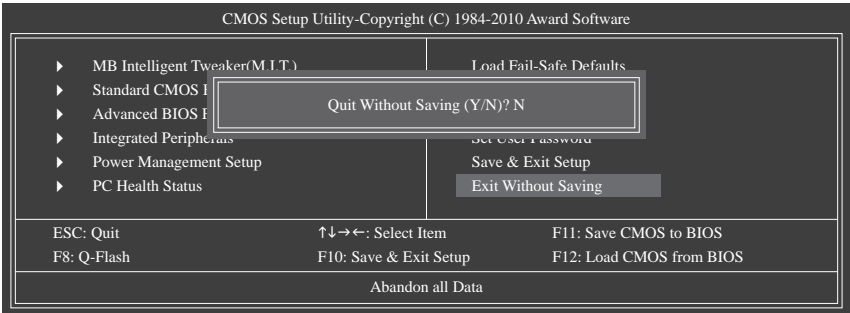 CMOS Setup Utility-Copyright (C) 1984-2010 Award Software
MB Intelligent Tweaker(M.I.T.)
Standard CMOS
Advanced BIOS
Integrated Peripherals
Power Management Setup
PC Health Status
Load Fail-Safe Defaults
Quit Without Saving (Y/N)? N
Set User Password
Save & Exit Setup
Exit Without Saving
ESC: Quit
↑↓→←: Select Item
F11: Save CMOS to BIOS
F8: Q-Flash
F10: Save & Exit Setup
F12: Load CMOS from BIOS
Abandon all Data